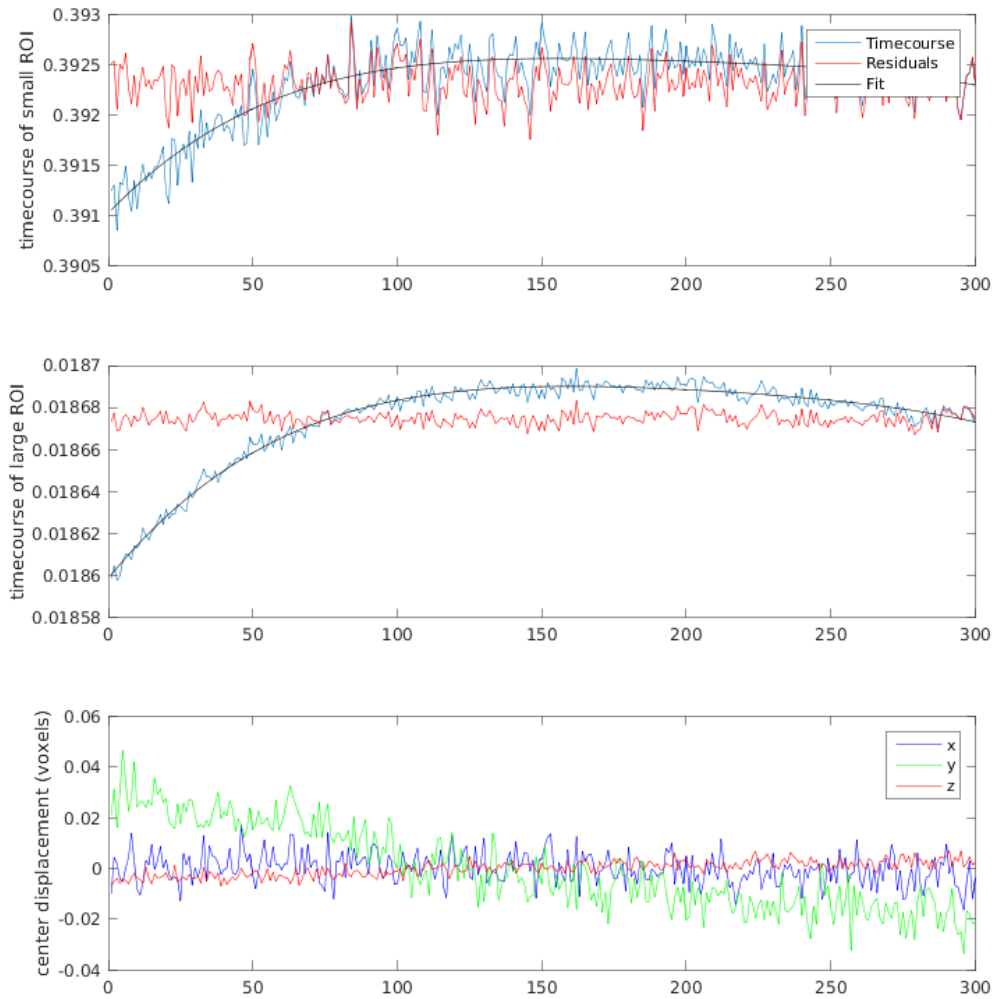 timecourse of small ROI
0.393
0.3925
0.392
0.3915
0.391
0.3905
Timecourse
Residuals
Fit
0 50 100 150 200 250 300
timecourse of large ROI
0.0187
0.01868
0.01866
0.01864
0.01862
0.0186
0.01858
0 50 100 150 200 250 300
center displacement (voxels)
0.06
0.04
0.02
0
-0.02
-0.04
x
y
z
0 50 100 150 200 250 300